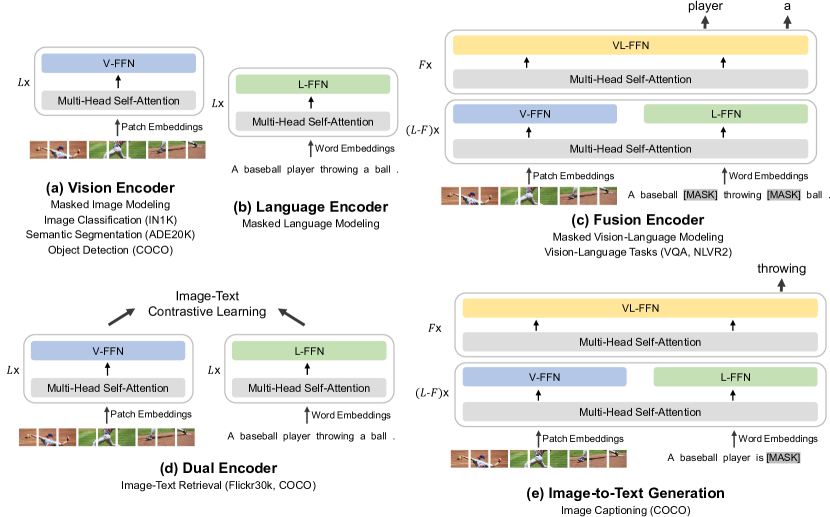 V-FFN
Lx
Multi-Head Self-Attention
Patch Embeddings
(a) Vision Encoder
Masked Image Modeling
Image Classification (IN1K)
Semantic Segmentation (ADE20K)
Object Detection (COCO)
L-FFN
Lx
Multi-Head Self-Attention
Word Embeddings
A baseball player throwing a ball .
(b) Language Encoder
Masked Language Modeling
player a
VL-FFN
Fx
Multi-Head Self-Attention
V-FFN L-FFN
(L-F)x
Multi-Head Self-Attention
Patch Embeddings Word Embeddings
A baseball [MASK] throwing [MASK] ball .
(c) Fusion Encoder
Masked Vision-Language Modeling
Vision-Language Tasks (VQA, NLVR2)
Image-Text
Contrastive Learning
V-FFN L-FFN
Lx Lx
Multi-Head Self-Attention Multi-Head Self-Attention
Patch Embeddings Word Embeddings
A baseball player throwing a ball .
(d) Dual Encoder
Image-Text Retrieval (Flickr30k, COCO)
throwing
VL-FFN
Fx
Multi-Head Self-Attention
V-FFN L-FFN
(L-F)x
Multi-Head Self-Attention
Patch Embeddings Word Embeddings
A baseball player is [MASK]
(e) Image-to-Text Generation
Image Captioning (COCO)